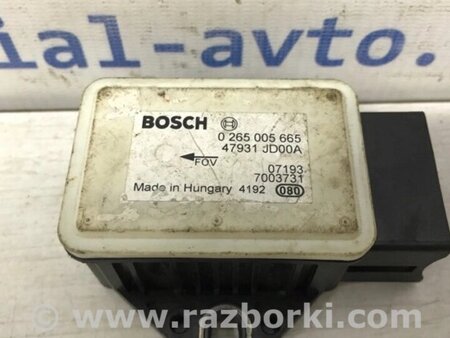 ial-avto.
BOSCH
0 265 005 665
47931 JD00A
FOV
07193
7003731
Made in Hungary 4192 080
www.razborki.com